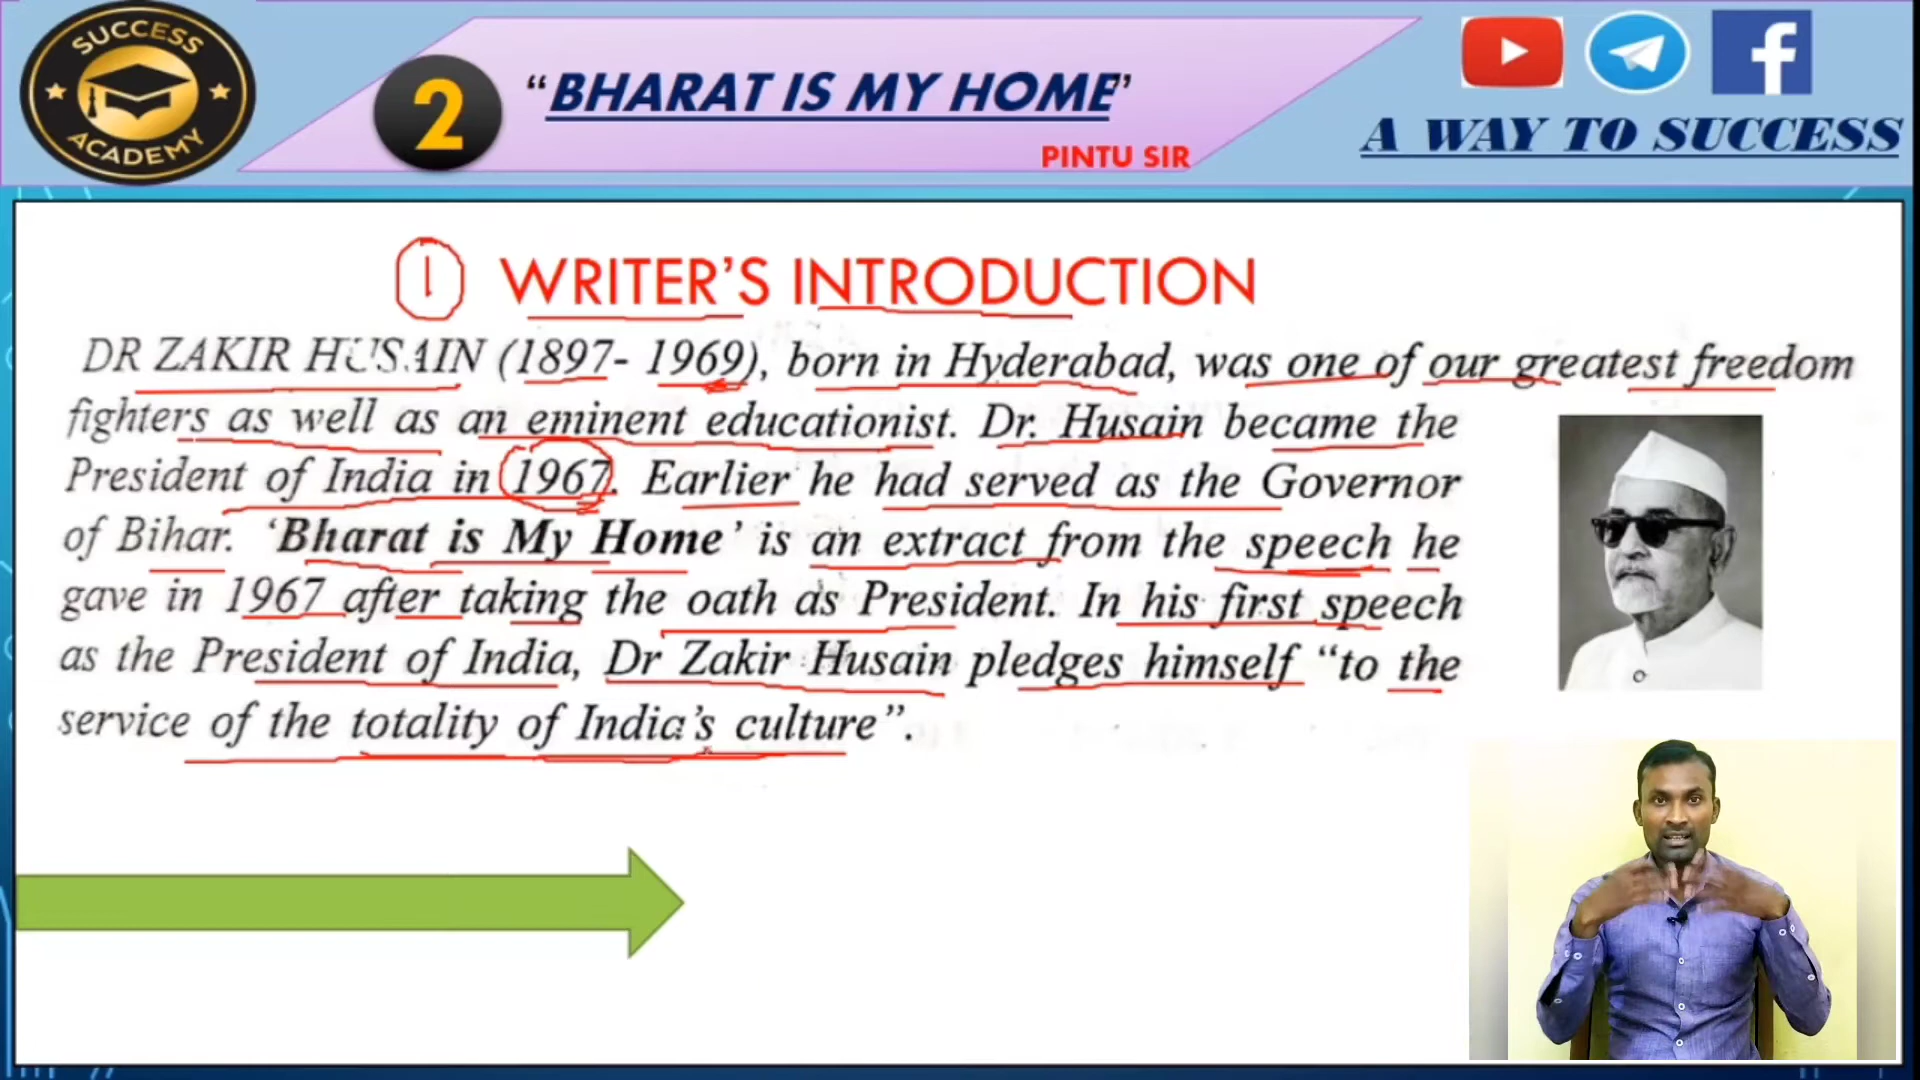 SUCCESS
ACADEMY
2
“BHARAT IS MY HOME”
PINTU SIR
f
A WAY TO SUCCESS
1 WRITER’S INTRODUCTION
DR ZAKIR HUSAIN (1897- 1969), born in Hyderabad, was one of our greatest freedom
fighters as well as an eminent educationist. Dr. Husain became the
President of India in 1967. Earlier he had served as the Governor
of Bihar. ‘Bharat is My Home’ is an extract from the speech he
gave in 1967 after taking the oath as President. In his first speech
as the President of India, Dr Zakir Husain pledges himself “to the
service of the totality of India’s culture”.